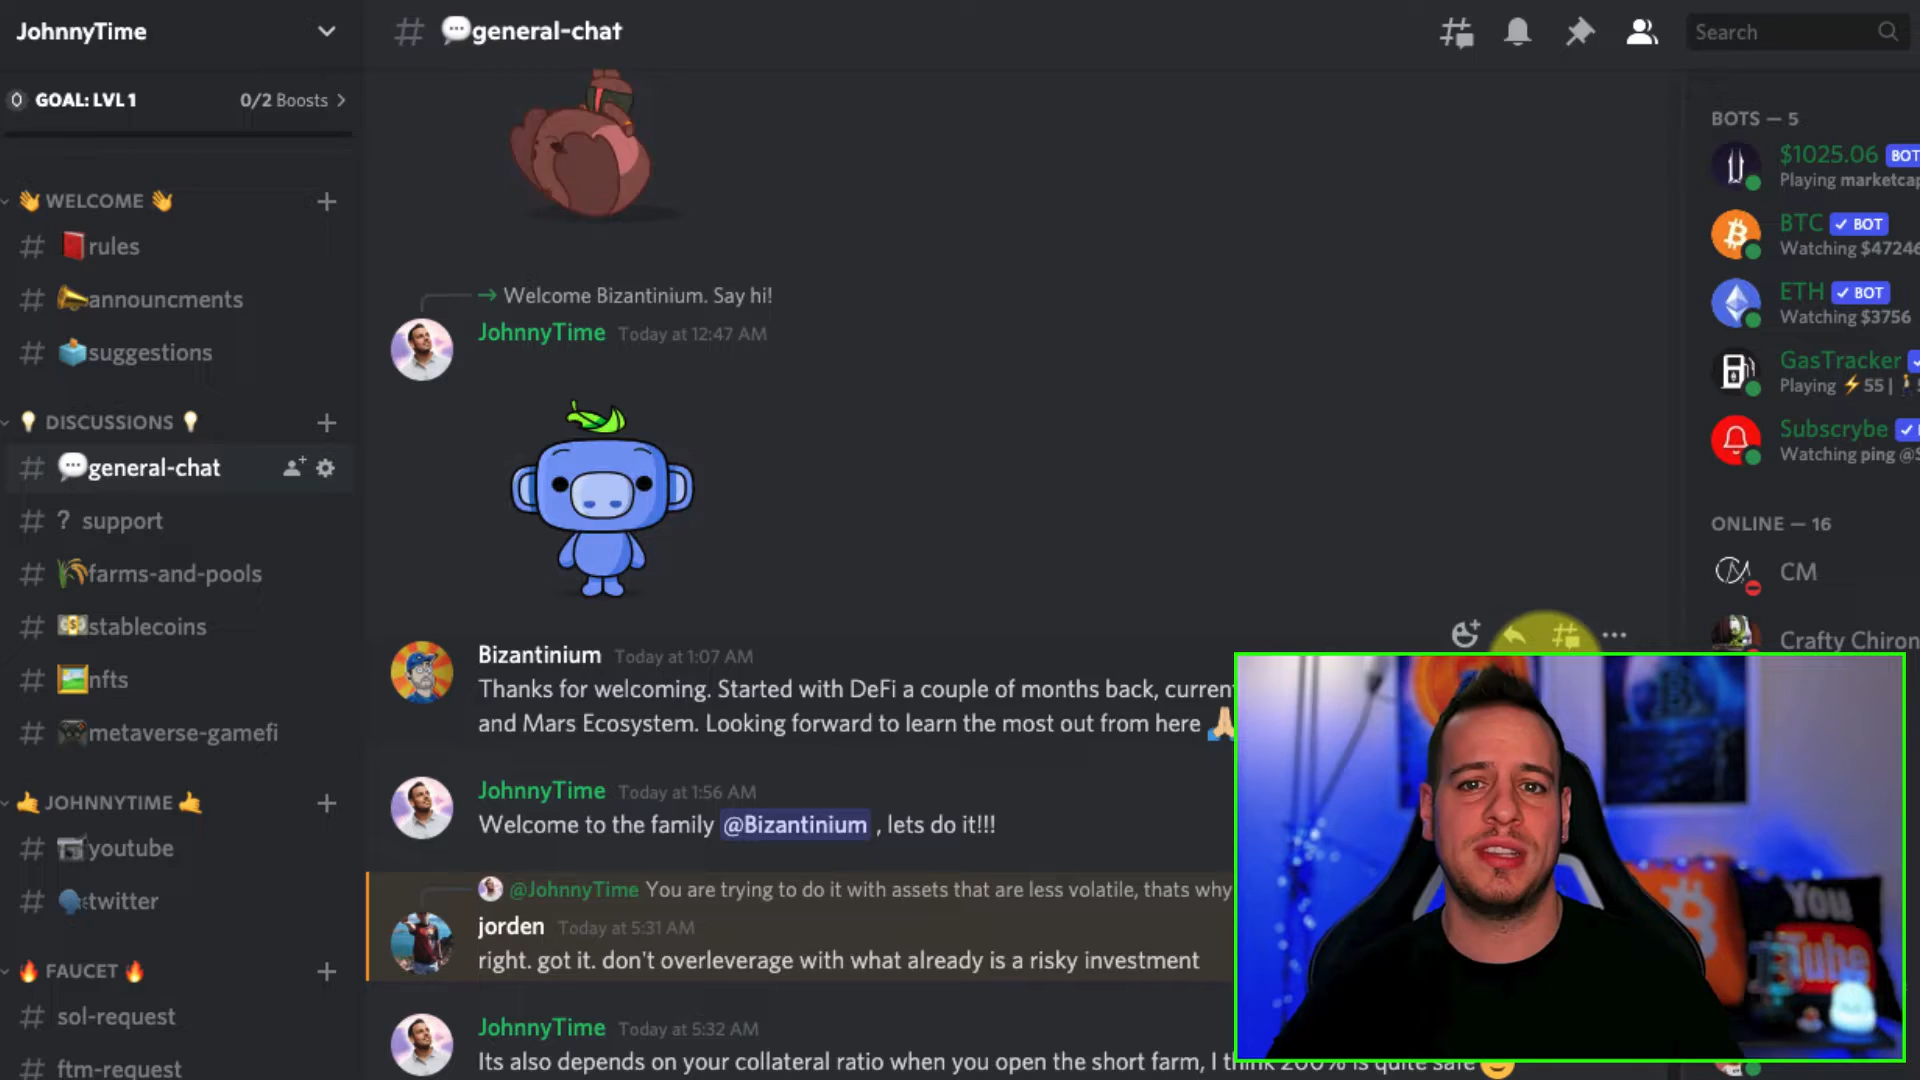 JohnnyTime
GOAL: LVL 1
0/2 Boosts
WELCOME
rules
announcments
suggestions
DISCUSSIONS
general-chat
? support
farms-and-pools
stablecoins
nfts
metaverse-gamefi
JOHNNYTIME
youtube
twitter
FAUCET
sol-request
ftm-request
general-chat
Search
Welcome Bizantinium. Say hi!
JohnnyTime Today at 12:47 AM
Bizantinium Today at 1:07 AM
Thanks for welcoming. Started with DeFi a couple of months back,
and Mars Ecosystem. Looking forward to learn the most out from here
JohnnyTime Today at 1:56 AM
Welcome to the family @Bizantinium , lets do it!!!
@JohnnyTime You are trying to do it with assets that are less volatile, thats why
jorden Today at 5:31 AM
right. got it. don't overleverage with what already is a risky investment
JohnnyTime Today at 5:32 AM
Its also depends on your collateral ratio when you open the short farm, I think 200% is quite safe
BOTS — 5
$1025.06 BOT
Playing marketcap
BTC BOT
Watching $47246
ETH BOT
Watching $3756
GasTracker
Playing 55 |
Subscrybe
Watching ping
ONLINE — 16
CM
Crafty Chiron
You
Tube